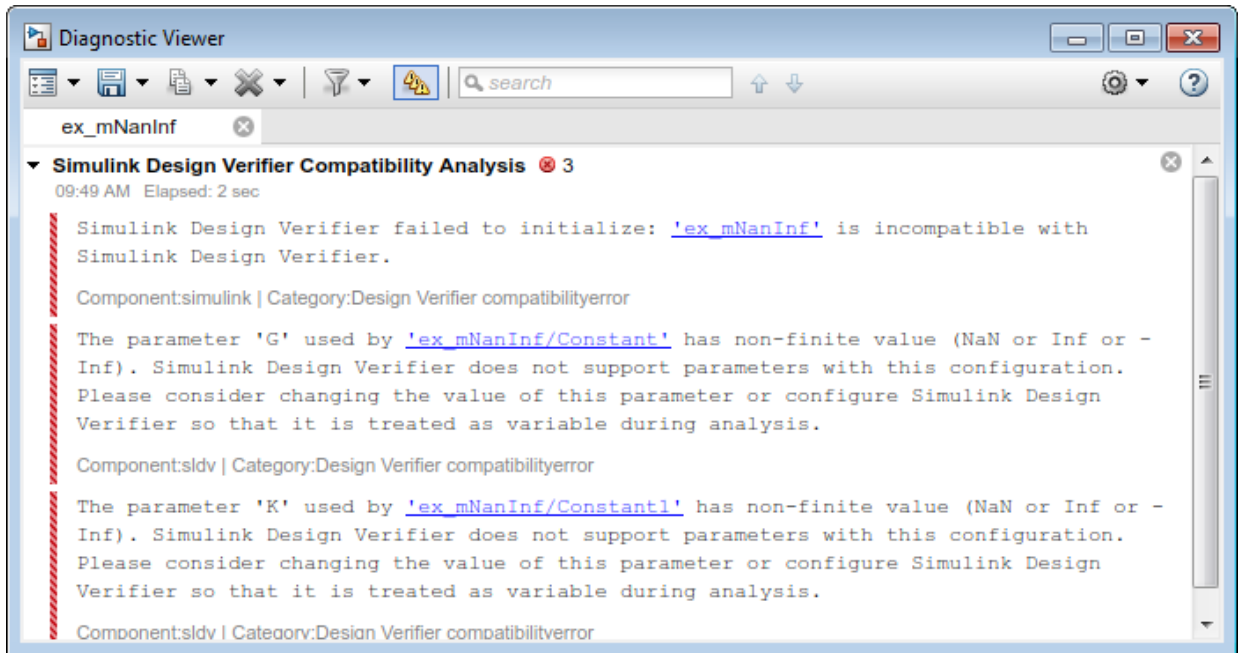 Diagnostic Viewer
search
ex_mNanInf
Simulink Design Verifier Compatibility Analysis 3
09:49 AM Elapsed: 2 sec
Simulink Design Verifier failed to initialize: 'ex_mNanInf' is incompatible with
Simulink Design Verifier.
Component:simulink | Category:Design Verifier compatibilityerror
The parameter 'G' used by 'ex_mNanInf/Constant' has non-finite value (NaN or Inf or -
Inf). Simulink Design Verifier does not support parameters with this configuration.
Please consider changing the value of this parameter or configure Simulink Design
Verifier so that it is treated as variable during analysis.
Component:sldv | Category:Design Verifier compatibilityerror
The parameter 'K' used by 'ex_mNanInf/Constant1' has non-finite value (NaN or Inf or -
Inf). Simulink Design Verifier does not support parameters with this configuration.
Please consider changing the value of this parameter or configure Simulink Design
Verifier so that it is treated as variable during analysis.
Component:sldv | Category:Design Verifier compatibilityerror